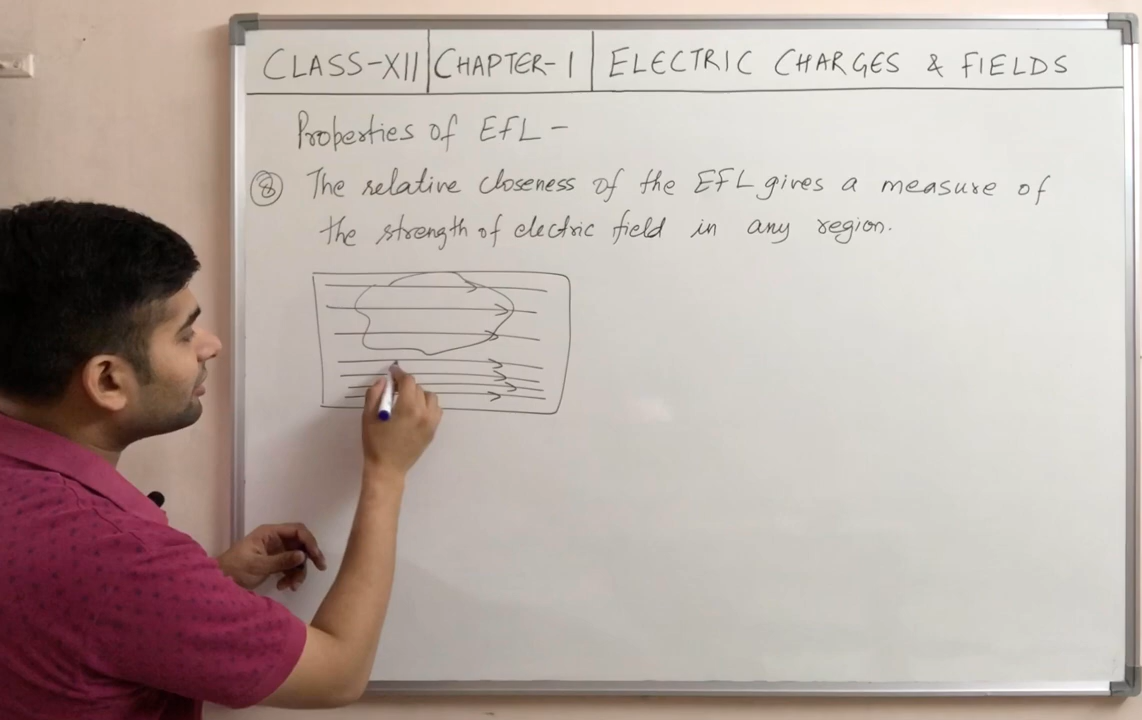 CLASS-XII CHAPTER-1 ELECTRIC CHARGES & FIELDS
Properties of EFL -
8 The relative closeness of the EFL gives a measure of
the strength of electric field in any region.